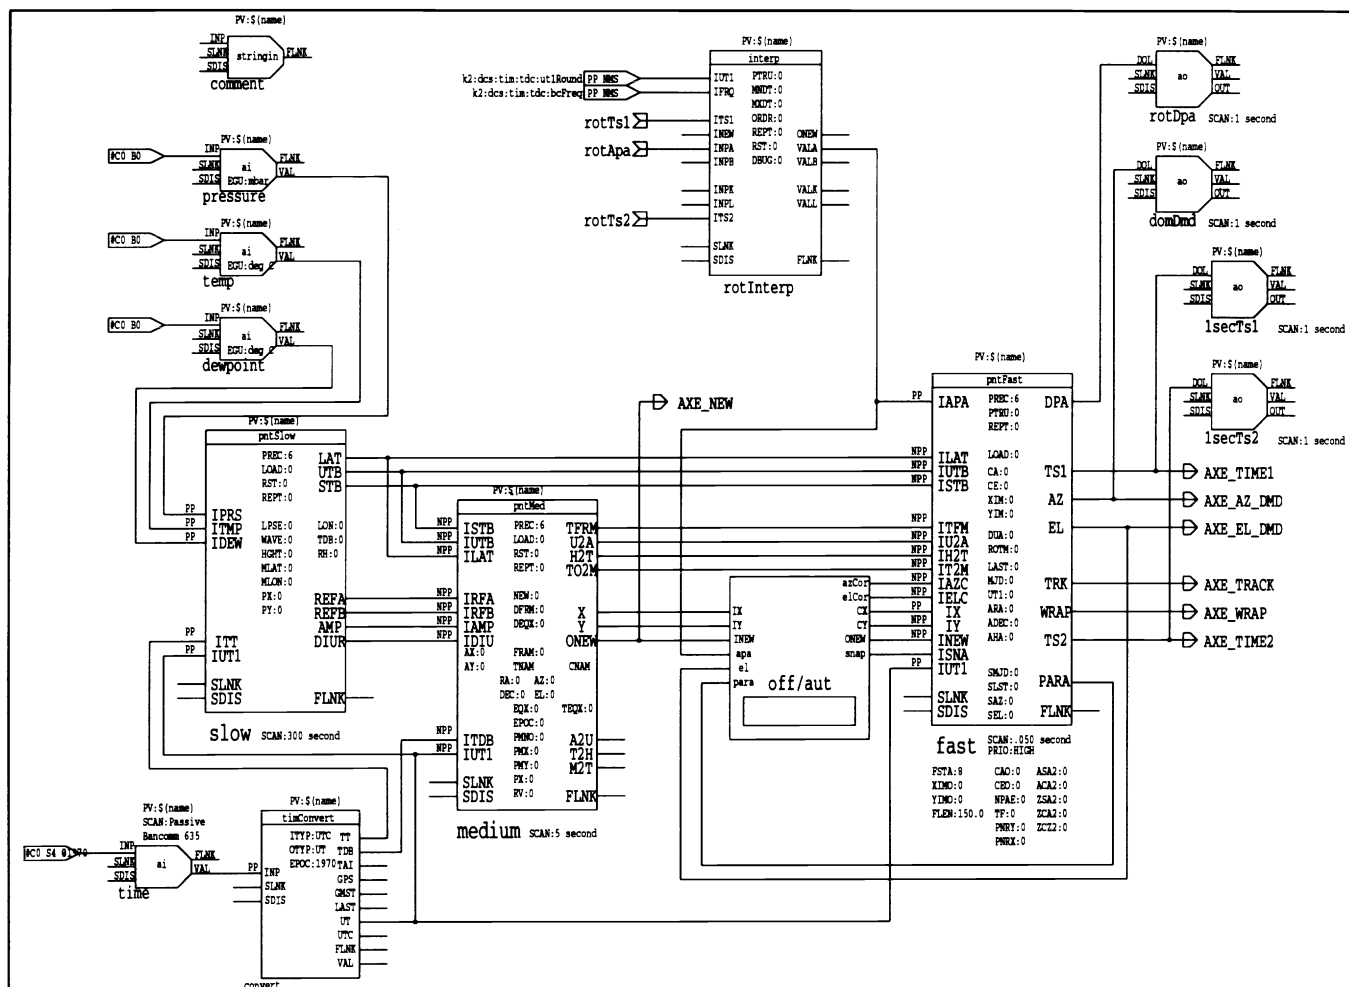 PV:$(name)
INP
SLNK
SDIS
stringin
FLNK
comment
PV:$(name)
#C0 B0
INP
SLNK
SDIS
ai
EGU:mbar
FLNK
VAL
pressure
PV:$(name)
#C0 B0
INP
SLNK
SDIS
ai
EGU:deg C
FLNK
VAL
temp
PV:$(name)
#C0 B0
INP
SLNK
SDIS
ai
EGU:deg C
FLNK
VAL
dewpoint
PV:$(name)
interp
k2:dcs:tim:tdc:ut1Round PP NMS
k2:dcs:tim:tdc:bcFreq PP NMS
rotTs1
rotApa
rotTs2
IUT1
IFRQ
ITS1
INEW
INPA
INPB
INPK
INPL
ITS2
SLNK
SDIS
PTRU:0
MNDT:0
MXDT:0
ORDR:0
REPT:0
RST:0
DBUG:0
ONEW
VALA
VALB
VALK
VALL
FLNK
rotInterp
PV:$(name)
DOL
SLNK
SDIS
ao
FLNK
VAL
OUT
rotDpa SCAN:1 second
PV:$(name)
DOL
SLNK
SDIS
ao
FLNK
VAL
OUT
domDmd SCAN:1 second
PV:$(name)
DOL
SLNK
SDIS
ao
FLNK
VAL
OUT
1secTs1 SCAN:1 second
PV:$(name)
DOL
SLNK
SDIS
ao
FLNK
VAL
OUT
1secTs2 SCAN:1 second
PV:$(name)
pntSlow
PREC:6
LOAD:0
RST:0
REPT:0
LAT
UTB
STB
PP IPRS
PP ITMP
PP IDEW
LPSE:0 LON:0
WAVE:0 TDB:0
HGHT:0 RH:0
MLAT:0
MLON:0
PX:0
PY:0
REFA
REFB
AMP
DIUR
PP ITT
PP IUT1
SLNK
SDIS
FLNK
slow SCAN:300 second
AXE_NEW
PV:$(name)
pntMed
NPP ISTB
NPP IUTB
NPP ILAT
PREC:6
LOAD:0
RST:0
REPT:0
TFRM
U2A
H2T
TO2M
NPP IRFA
NPP IRFB
NPP IAMP
NPP IDIU
NEW:0
DFRM:0
DEQX:0
X
Y
ONEW
AX:0 FRAM:0
AY:0 TNAM CNAM
RA:0 AZ:0
DEC:0 EL:0
EQX:0 TEQX:0
EPOC:0
PMNO:0
PMX:0
PMY:0
PX:0
RV:0
NPP ITDB
NPP IUT1
SLNK
SDIS
A2U
T2H
M2T
FLNK
medium SCAN:5 second
IX
IY
INEW
apa
el
para
azCor
elCor
CX
CY
ONEW
snap
off/aut
PV:$(name)
pntFast
PP IAPA
PREC:6
PTRU:0
REPT:0
DPA
NPP ILAT
NPP IUTB
NPP ISTB
LOAD:0
CA:0
CE:0
XIM:0
YIM:0
TS1
AZ
EL
NPP ITFM
NPP IU2A
NPP IH2T
NPP IT2M
NPP IAZC
NPP IELC
PP IX
NPP IY
NPP INEW
ISNA
PP IUT1
DUA:0
ROTM:0
LAST:0
MJD:0
UT1:0
ARA:0
ADEC:0
AHA:0
SMJD:0
SLST:0
SAZ:0
SEL:0
TRK
WRAP
TS2
PARA
SLNK
SDIS
FLNK
AXE_TIME1
AXE_AZ_DMD
AXE_EL_DMD
AXE_TRACK
AXE_WRAP
AXE_TIME2
fast SCAN:.050 second
PRIO:HIGH
FSTA:8 CAO:0 ASA2:0
XIMO:0 CEO:0 ACA2:0
YIMO:0 NPAE:0 ZSA2:0
FLEN:150.0 TF:0 ZCA2:0
PNRY:0 ZCZ2:0
PNRX:0
PV:$(name)
SCAN:Passive
Bancomm 635
#C0 S4 @1970
INP
SLNK
SDIS
ai
FLNK
VAL
time
PV:$(name)
timConvert
ITYP:UTC
OTYP:UT
EPOC:1970
PP INP
SLNK
SDIS
TT
TDB
TAI
GPS
GMST
LAST
UT
UTC
FLNK
VAL
convert